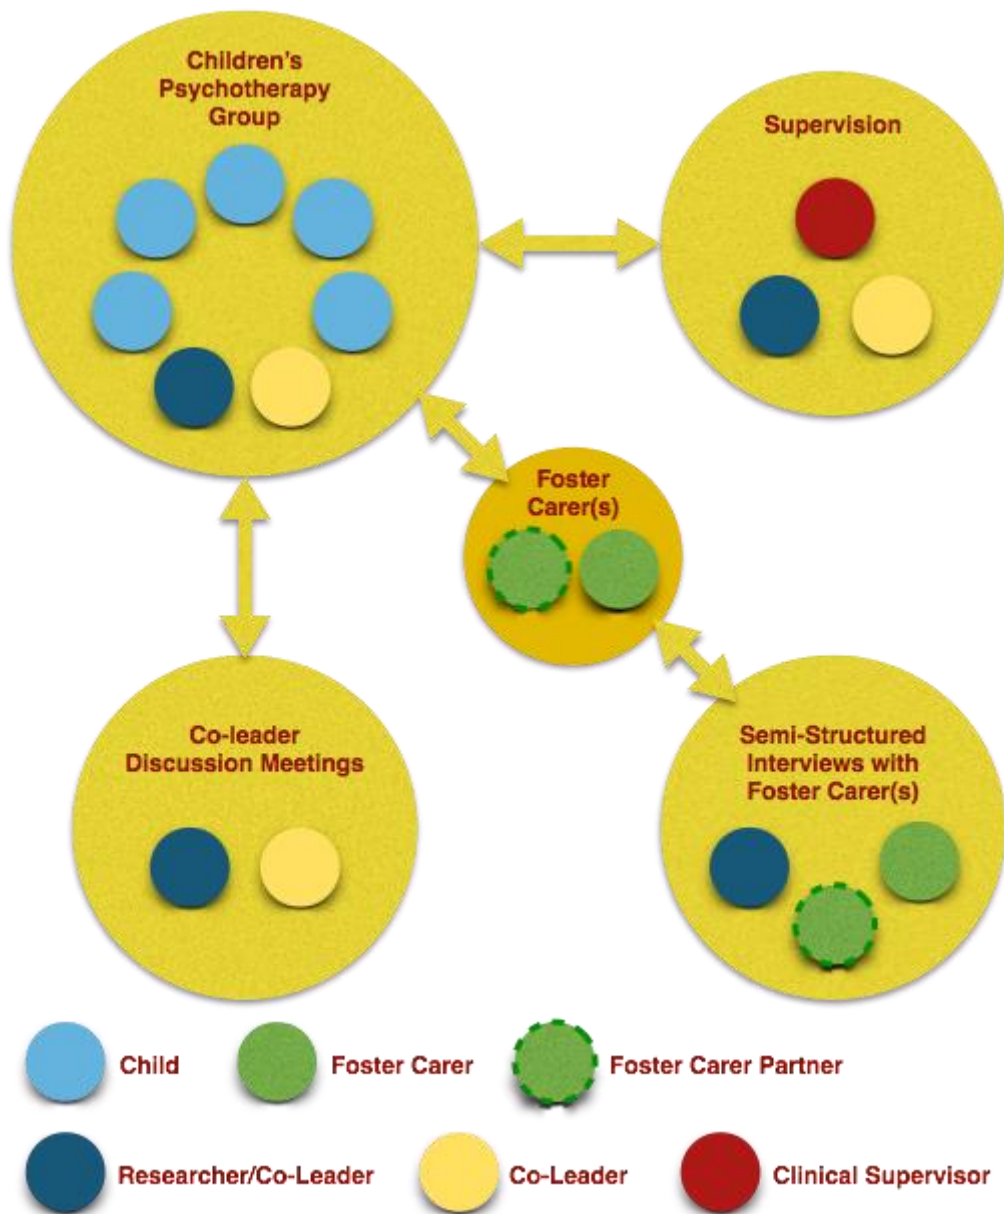 Children's
Psychotherapy
Group
Supervision
Foster
Carer(s)
Co-leader
Discussion Meetings
Semi-Structured
Interviews with
Foster Carer(s)
Child
Foster Carer
Foster Carer Partner
Researcher/Co-Leader
Co-Leader
Clinical Supervisor